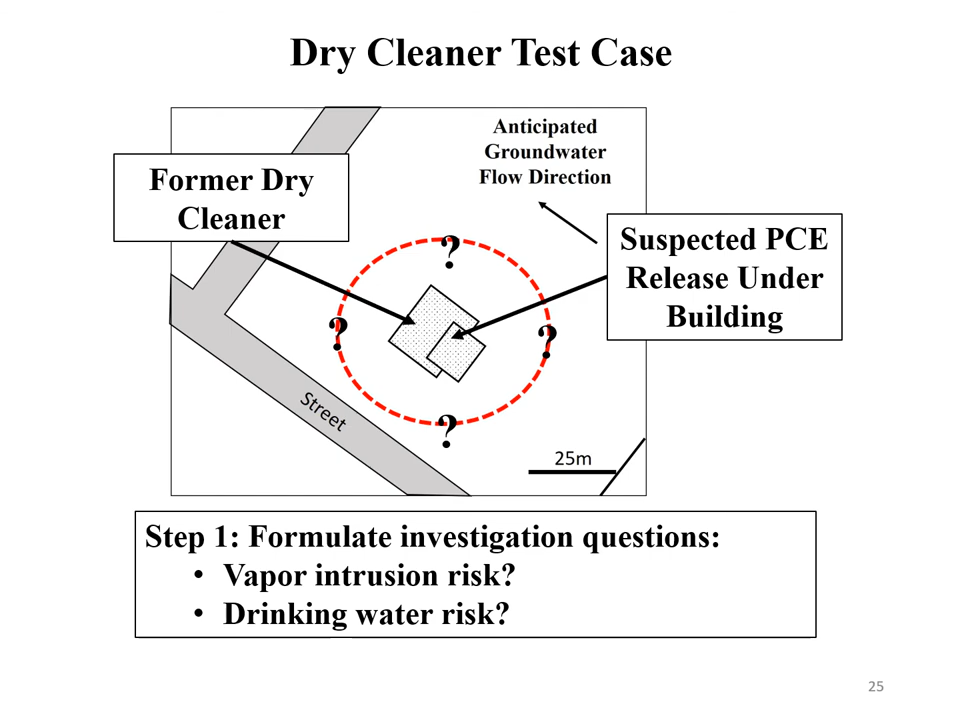 Dry Cleaner Test Case
Anticipated
Groundwater
Flow Direction
Former Dry
Cleaner
Suspected PCE
Release Under
Building
?
?
?
?
Street
25m
Step 1: Formulate investigation questions:
• Vapor intrusion risk?
• Drinking water risk?
25